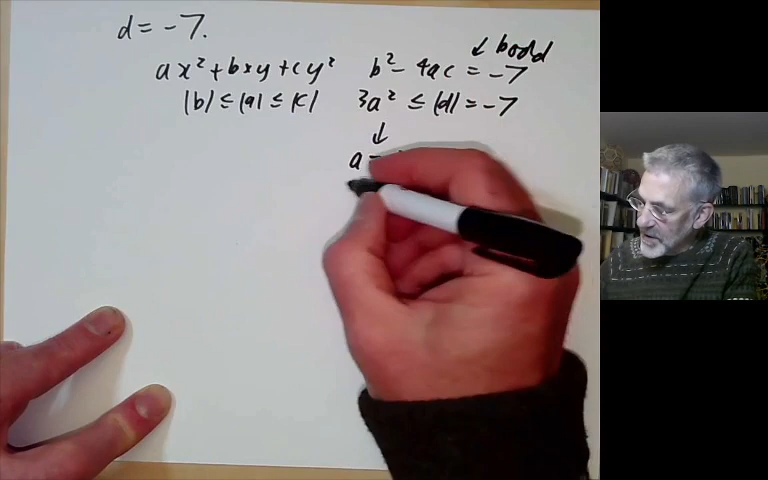 d = -7.
ax² + bxy + cy² b² - 4ac = -7 ↓ b odd
|b| ≤ |a| ≤ |c| 3a² ≤ |d| = -7
↓
a =